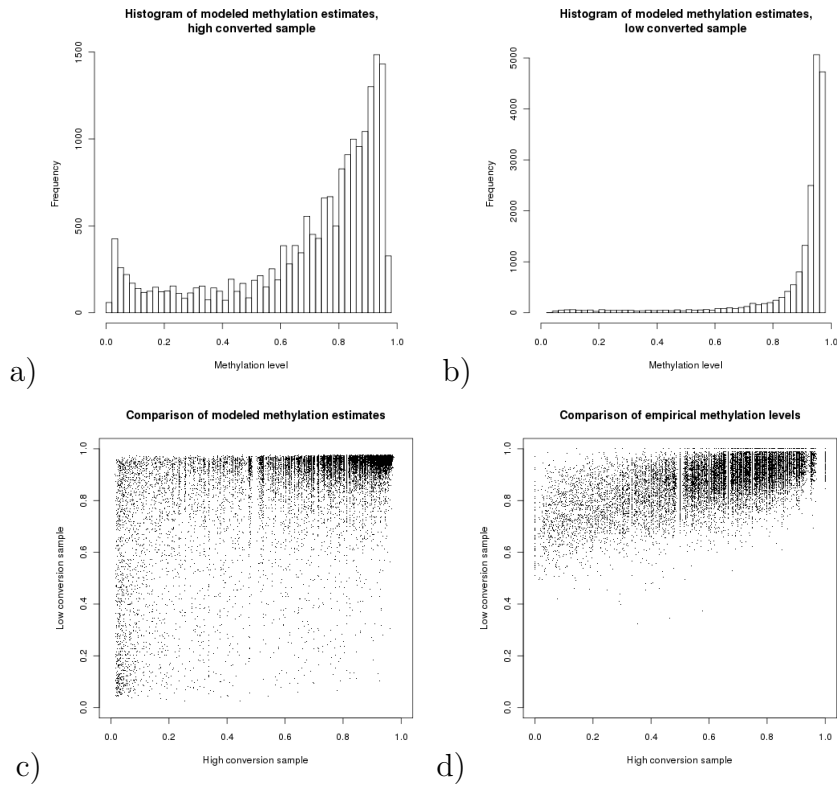 Histogram of modeled methylation estimates,
high converted sample
Frequency
1500
1000
500
0
0.0 0.2 0.4 0.6 0.8 1.0
Methylation level
a)
Histogram of modeled methylation estimates,
low converted sample
Frequency
5000
4000
3000
2000
1000
0
0.0 0.2 0.4 0.6 0.8 1.0
Methylation level
b)
Comparison of modeled methylation estimates
Low conversion sample
1.0
0.8
0.6
0.4
0.2
0.0
0.0 0.2 0.4 0.6 0.8 1.0
High conversion sample
c)
Comparison of empirical methylation levels
Low conversion sample
1.0
0.8
0.6
0.4
0.2
0.0
0.0 0.2 0.4 0.6 0.8 1.0
High conversion sample
d)